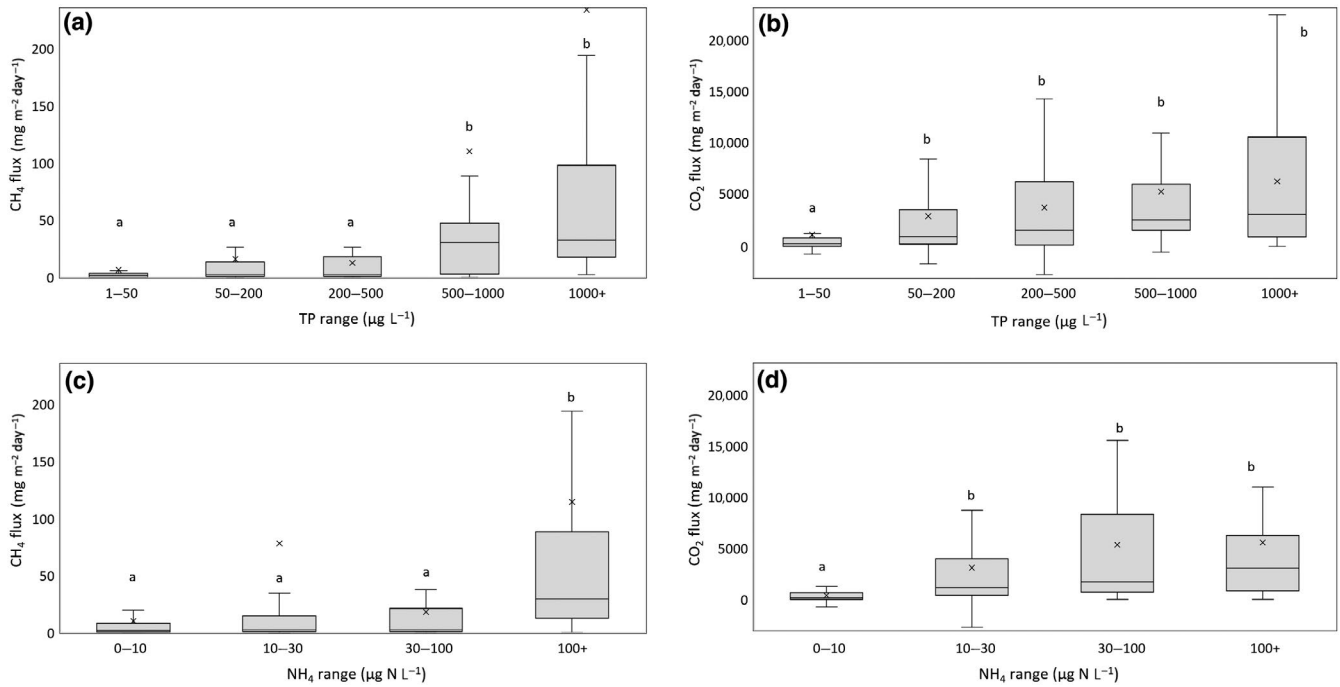 (a)
CH₄ flux (mg m⁻² day⁻¹)
200
150
100
50
0
a
a
a
b
b
1–50
50–200
200–500
500–1000
1000+
TP range (µg L⁻¹)
(b)
CO₂ flux (mg m⁻² day⁻¹)
20,000
15,000
10,000
5000
0
a
b
b
b
b
1–50
50–200
200–500
500–1000
1000+
TP range (µg L⁻¹)
(c)
CH₄ flux (mg m⁻² day⁻¹)
200
150
100
50
0
a
a
a
b
0–10
10–30
30–100
100+
NH₄ range (µg N L⁻¹)
(d)
CO₂ flux (mg m⁻² day⁻¹)
20,000
15,000
10,000
5000
0
a
b
b
b
0–10
10–30
30–100
100+
NH₄ range (µg N L⁻¹)